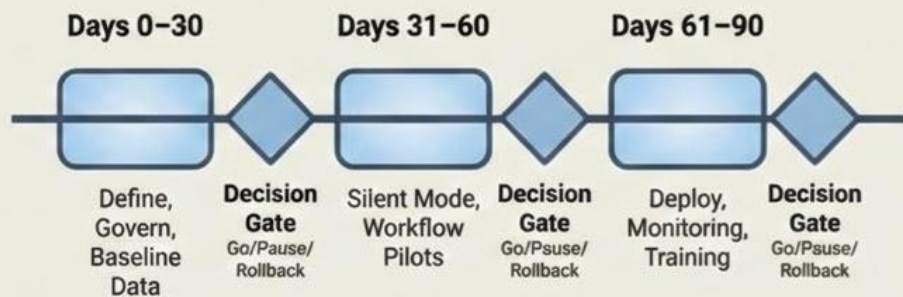 Days 0–30
Days 31–60
Days 61–90
Define,
Govern,
Baseline
Data
Decision
Gate
Go/Pause/
Rollback
Silent Mode,
Workflow
Pilots
Decision
Gate
Go/Psuse/
Rollback
Deploy,
Monitoring,
Training
Decision
Gate
Go/Psuse/
Rollback